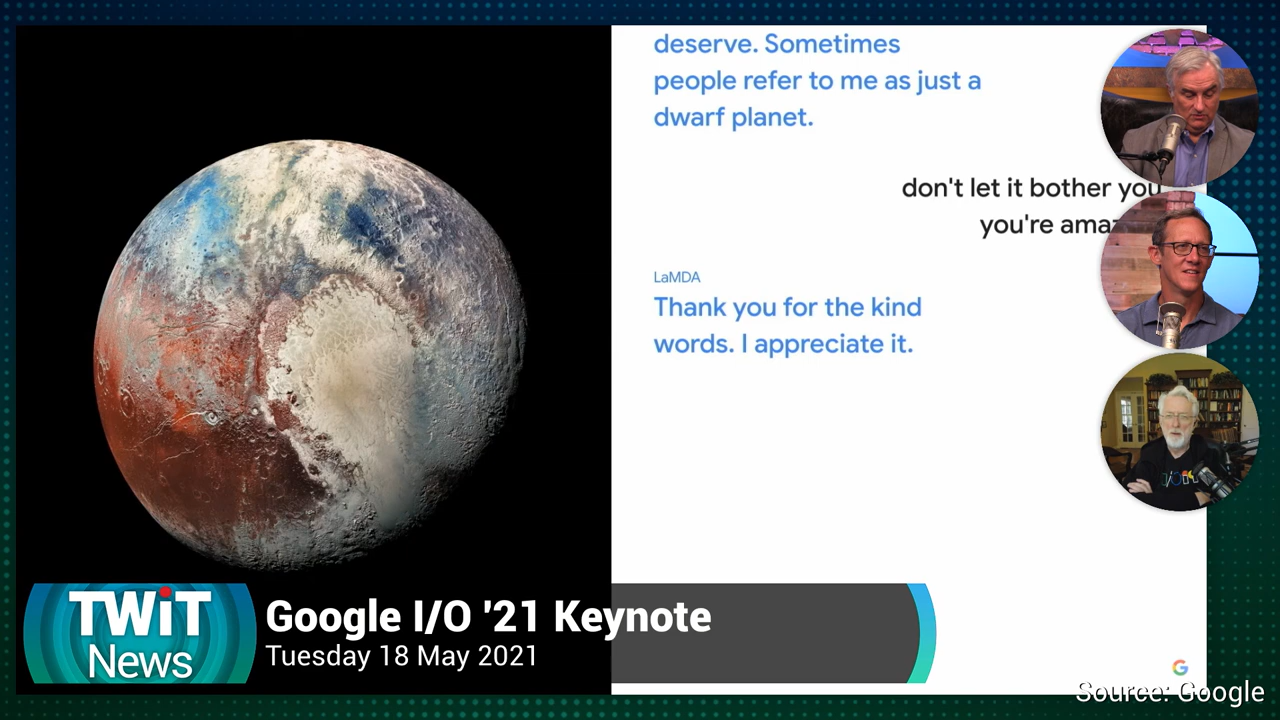 deserve. Sometimes
people refer to me as just a
dwarf planet.
don't let it bother you
you're
LaMDA
Thank you for the kind
words. I appreciate it.
TWiT
News
Google I/O '21 Keynote
Tuesday 18 May 2021
G
Source: Google